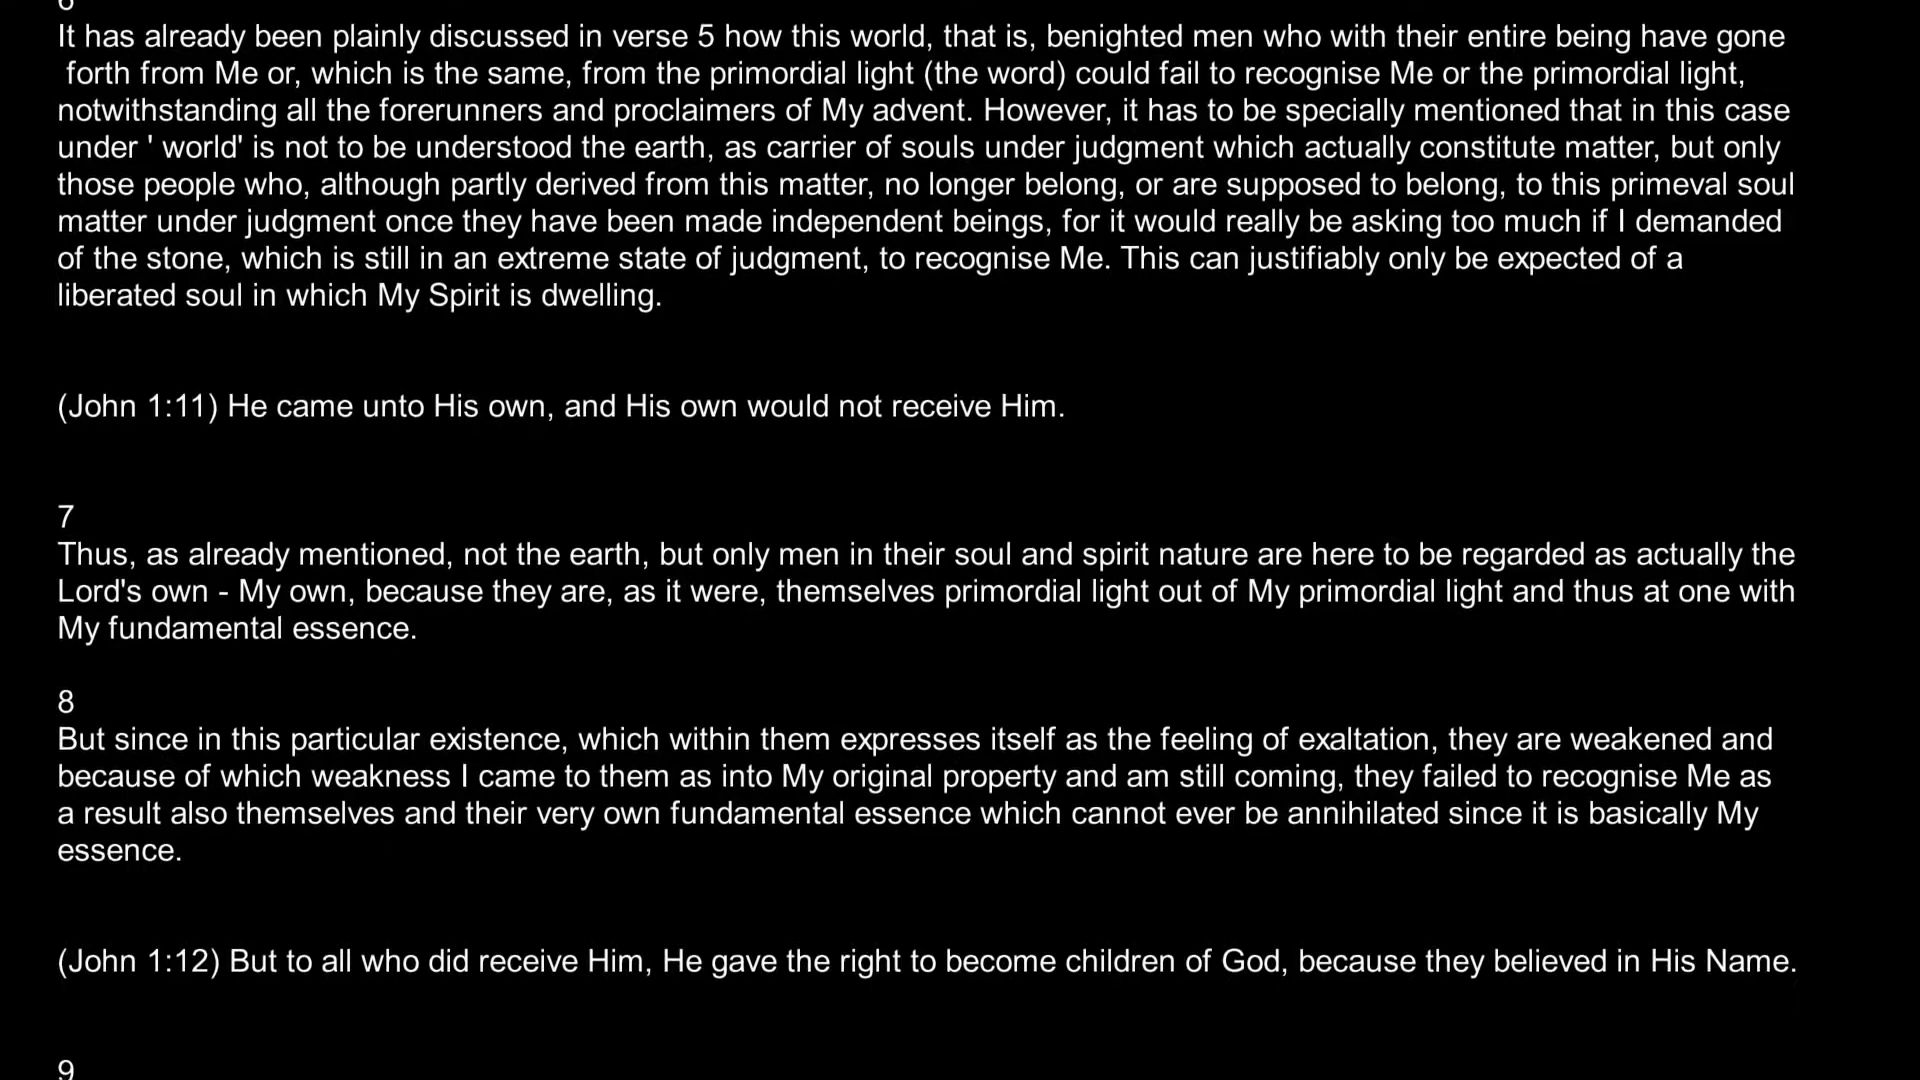 6
It has already been plainly discussed in verse 5 how this world, that is, benighted men who with their entire being have gone
forth from Me or, which is the same, from the primordial light (the word) could fail to recognise Me or the primordial light,
notwithstanding all the forerunners and proclaimers of My advent. However, it has to be specially mentioned that in this case
under ' world' is not to be understood the earth, as carrier of souls under judgment which actually constitute matter, but only
those people who, although partly derived from this matter, no longer belong, or are supposed to belong, to this primeval soul
matter under judgment once they have been made independent beings, for it would really be asking too much if I demanded
of the stone, which is still in an extreme state of judgment, to recognise Me. This can justifiably only be expected of a
liberated soul in which My Spirit is dwelling.
(John 1:11) He came unto His own, and His own would not receive Him.
7
Thus, as already mentioned, not the earth, but only men in their soul and spirit nature are here to be regarded as actually the
Lord's own - My own, because they are, as it were, themselves primordial light out of My primordial light and thus at one with
My fundamental essence.
8
But since in this particular existence, which within them expresses itself as the feeling of exaltation, they are weakened and
because of which weakness I came to them as into My original property and am still coming, they failed to recognise Me as
a result also themselves and their very own fundamental essence which cannot ever be annihilated since it is basically My
essence.
(John 1:12) But to all who did receive Him, He gave the right to become children of God, because they believed in His Name.
9